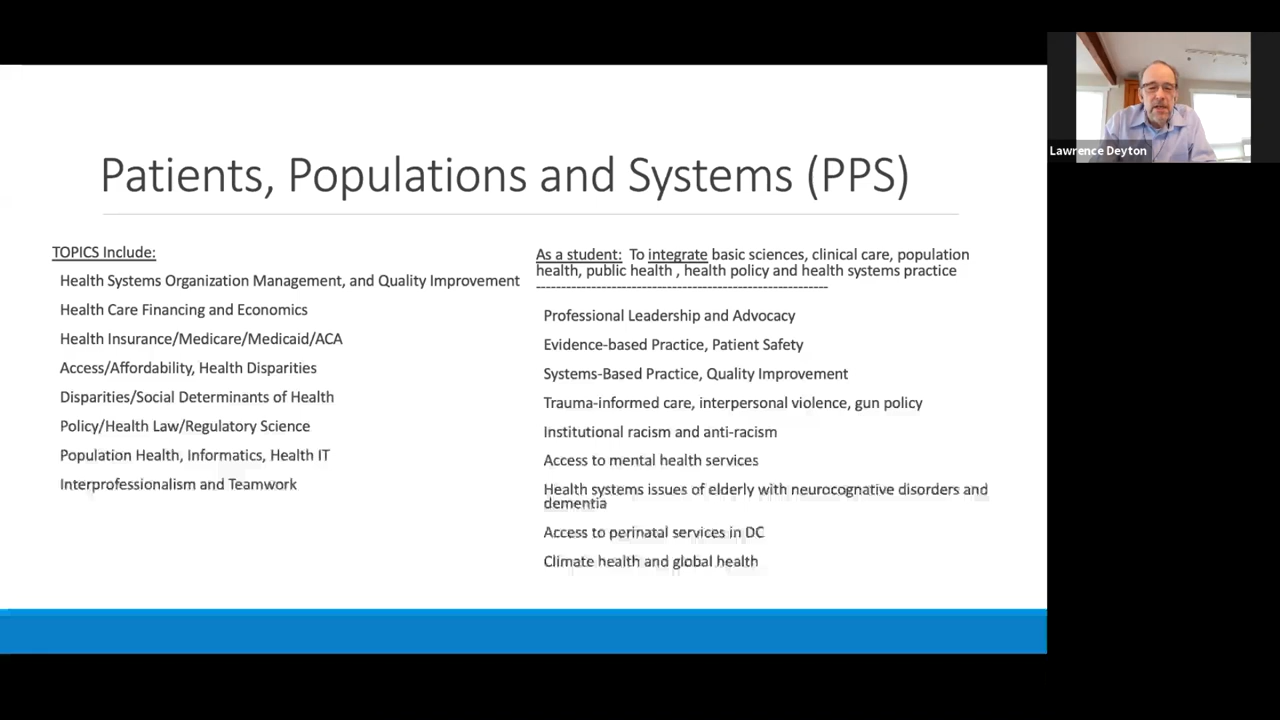 Patients, Populations and Systems (PPS)
TOPICS Include:
Health Systems Organization Management, and Quality Improvement
Health Care Financing and Economics
Health Insurance/Medicare/Medicaid/ACA
Access/Affordability, Health Disparities
Disparities/Social Determinants of Health
Policy/Health Law/Regulatory Science
Population Health, Informatics, Health IT
Interprofessionalism and Teamwork
As a student: To integrate basic sciences, clinical care, population
health, public health , health policy and health systems practice
----------------------------------------------------------
Professional Leadership and Advocacy
Evidence-based Practice, Patient Safety
Systems-Based Practice, Quality Improvement
Trauma-informed care, interpersonal violence, gun policy
Institutional racism and anti-racism
Access to mental health services
Health systems issues of elderly with neurocognative disorders and
dementia
Access to perinatal services in DC
Climate health and global health
Lawrence Deyton